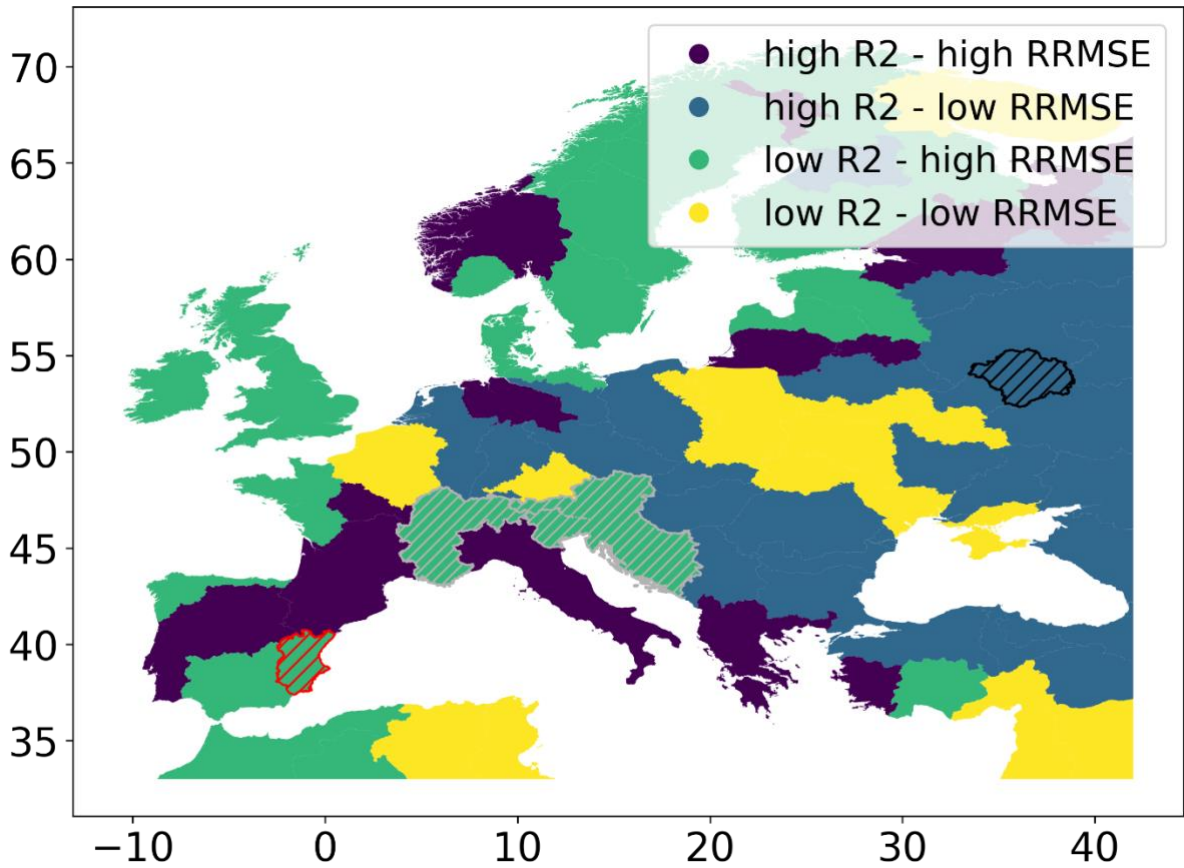 high R2 - high RRMSE
high R2 - low RRMSE
low R2 - high RRMSE
low R2 - low RRMSE
70
65
60
55
50
45
40
35
−10 0 10 20 30 40